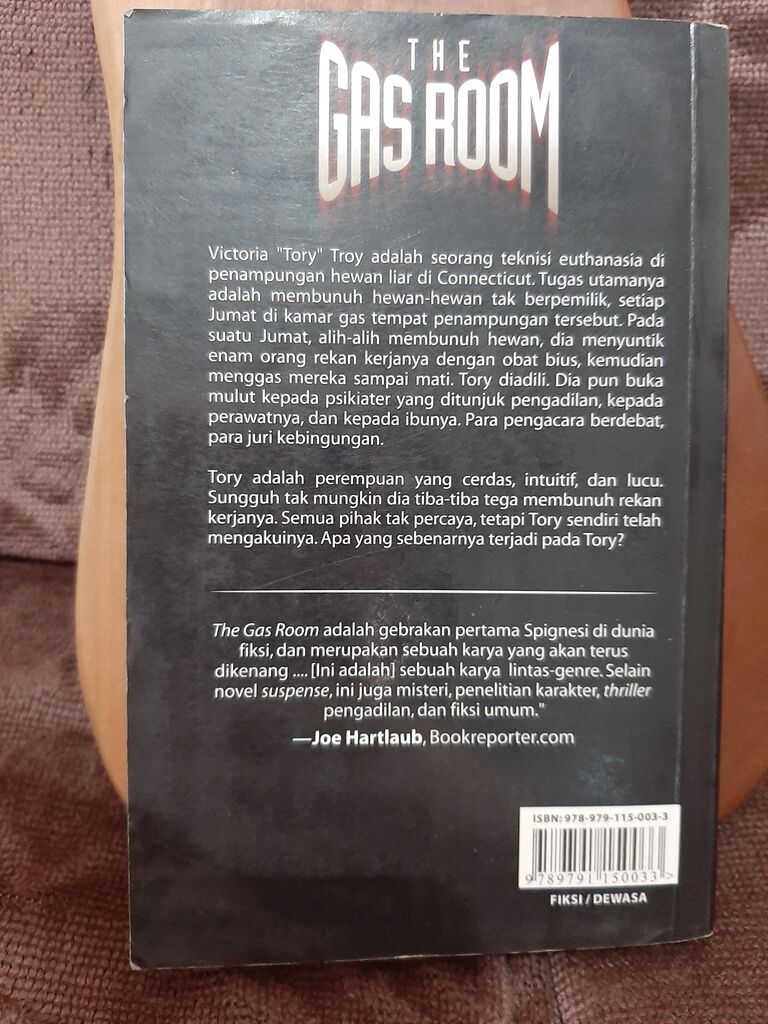 THE
GAS ROOM
Victoria "Tory" Troy adalah seorang teknisi euthanasia di
penampungan hewan liar di Connecticut. Tugas utamanya
adalah membunuh hewan-hewan tak berpemilik, setiap
Jumat di kamar gas tempat penampungan tersebut. Pada
suatu Jumat, alih-alih membunuh hewan, dia menyuntik
enam orang rekan kerjanya dengan obat bius, kemudian
menggas mereka sampai mati. Tory diadili. Dia pun buka
mulut kepada psikiater yang ditunjuk pengadilan, kepada
perawatnya, dan kepada ibunya. Para pengacara berdebat,
para juri kebingungan.
Tory adalah perempuan yang cerdas, intuitif, dan lucu.
Sungguh tak mungkin dia tiba-tiba tega membunuh rekan
kerjanya. Semua pihak tak percaya, tetapi Tory sendiri telah
mengakuinya. Apa yang sebenarnya terjadi pada Tory?
The Gas Room adalah gebrakan pertama Spignesi di dunia
fiksi, dan merupakan sebuah karya yang akan terus
dikenang .... [Ini adalah] sebuah karya lintas-genre. Selain
novel suspense, ini juga misteri, penelitian karakter, thriller
pengadilan, dan fiksi umum."
—Joe Hartlaub, Bookreporter.com
ISBN: 978-979-115-003-3
9789791150033>
FIKSI / DEWASA